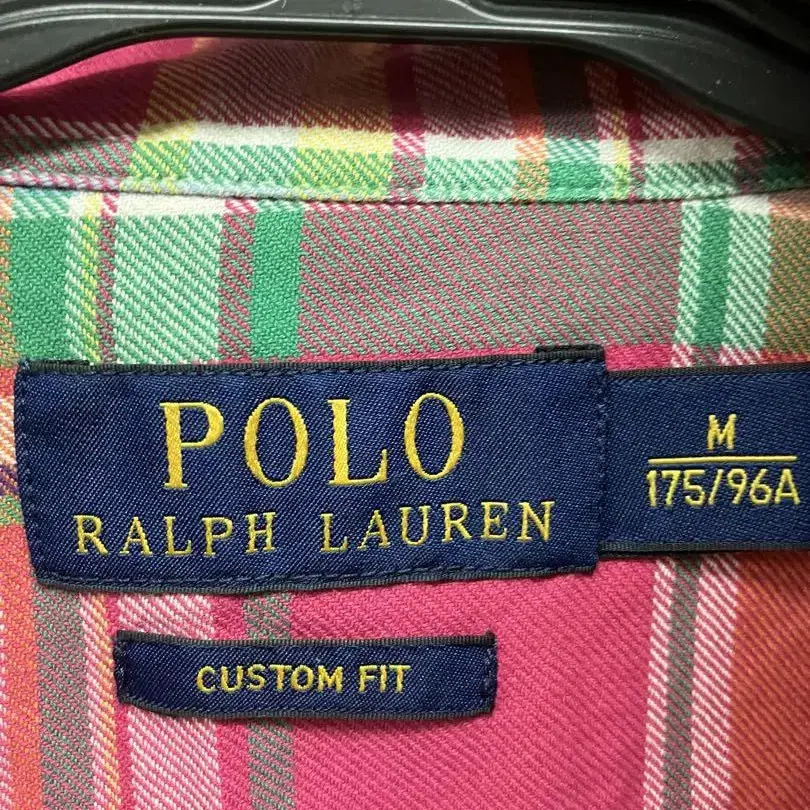 POLO
RALPH LAUREN
M
175/96A
CUSTOM FIT